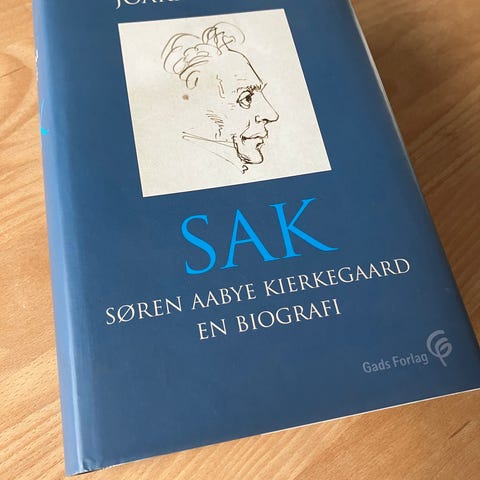 SAK
SØREN AABYE KIERKEGAARD
EN BIOGRAFI
Gads Forlag